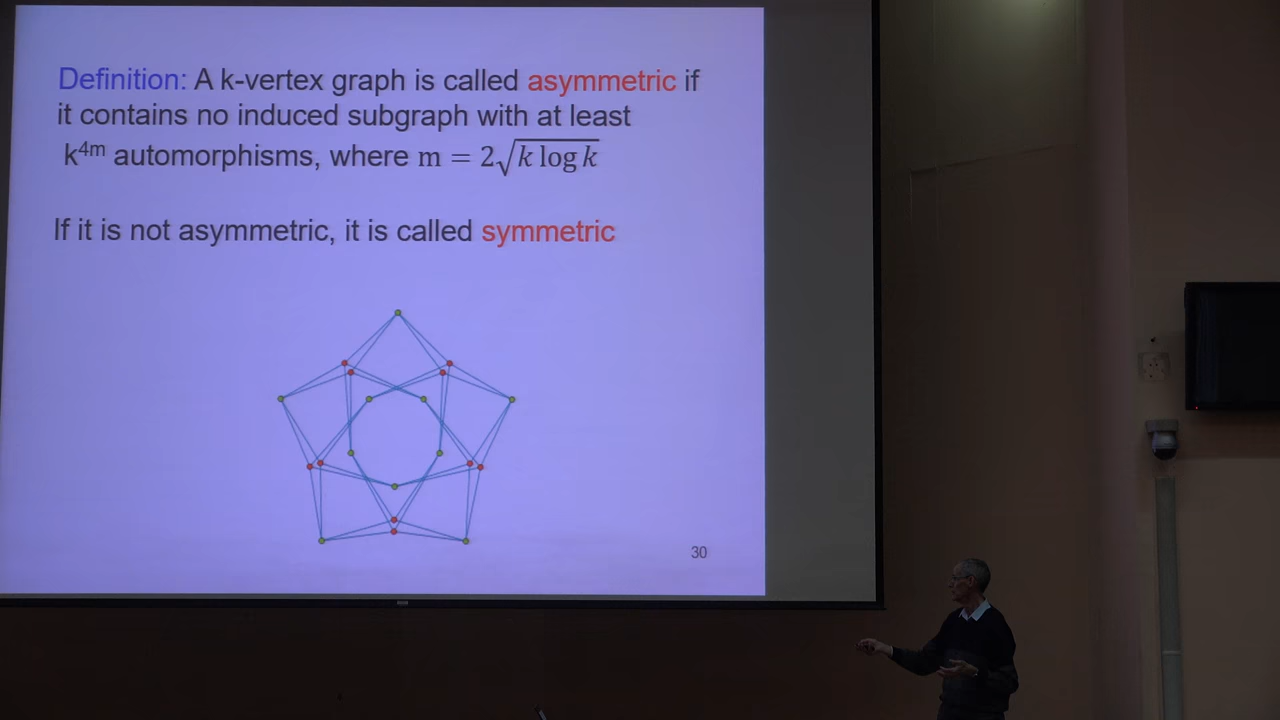 Definition: A k-vertex graph is called asymmetric if
it contains no induced subgraph with at least
k^{4m} automorphisms, where m = 2√(k log k)
If it is not asymmetric, it is called symmetric
30